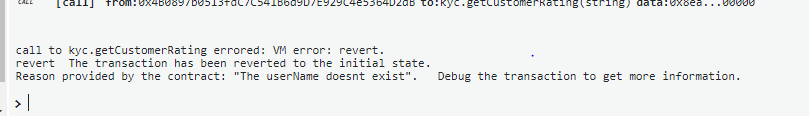 CALL [call] from:0x4B0897b0513fdC7C541B6d9D7E929C4e5364D2dB to:kyc.getCustomerRating(string) data:0x8ea...00000
call to kyc.getCustomerRating errored: VM error: revert.
revert The transaction has been reverted to the initial state.
Reason provided by the contract: "The userName doesnt exist". Debug the transaction to get more information.
>